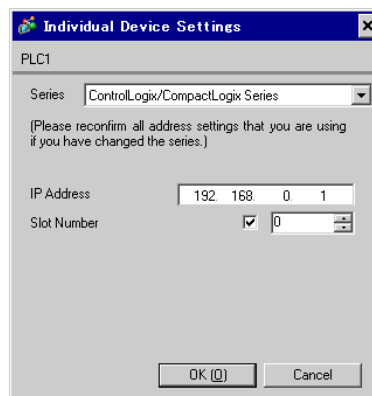 Individual Device Settings
PLC1
Series ControlLogix/CompactLogix Series
(Please reconfirm all address settings that you are using
if you have changed the series.)
IP Address 192. 168. 0. 1
Slot Number 0
OK (O) Cancel